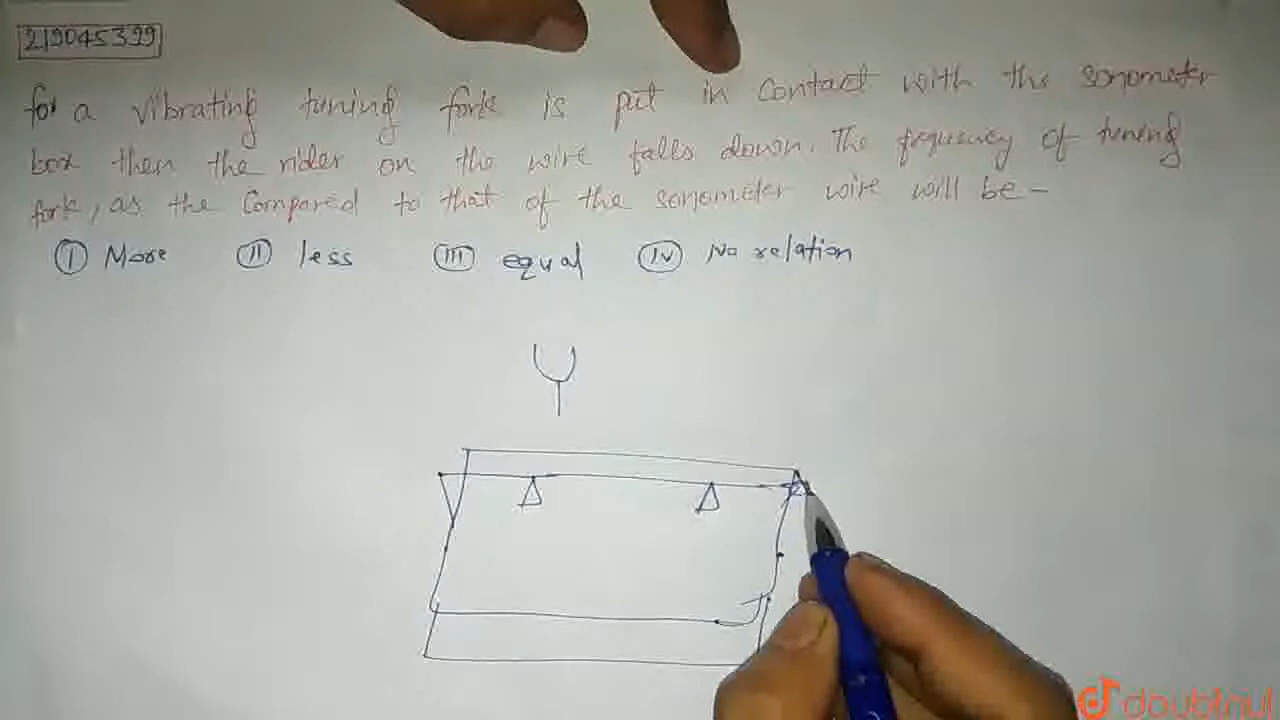 219045399
for a vibrating tuning fork is put in contact with the sonometer
box then the rider on the wire falls down. The frequency of tuning
fork, as the Compared to that of the sonometer wire will be -
I More II less III equal IV No relation
doubtnut